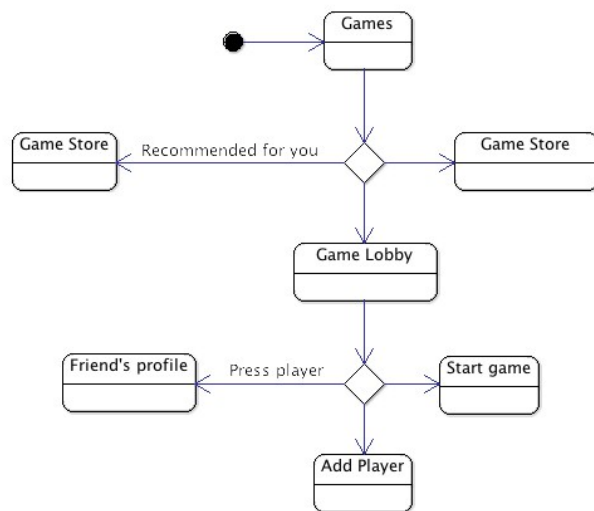 Games
Game Store
Recommended for you
Game Store
Game Lobby
Friend's profile
Press player
Start game
Add Player